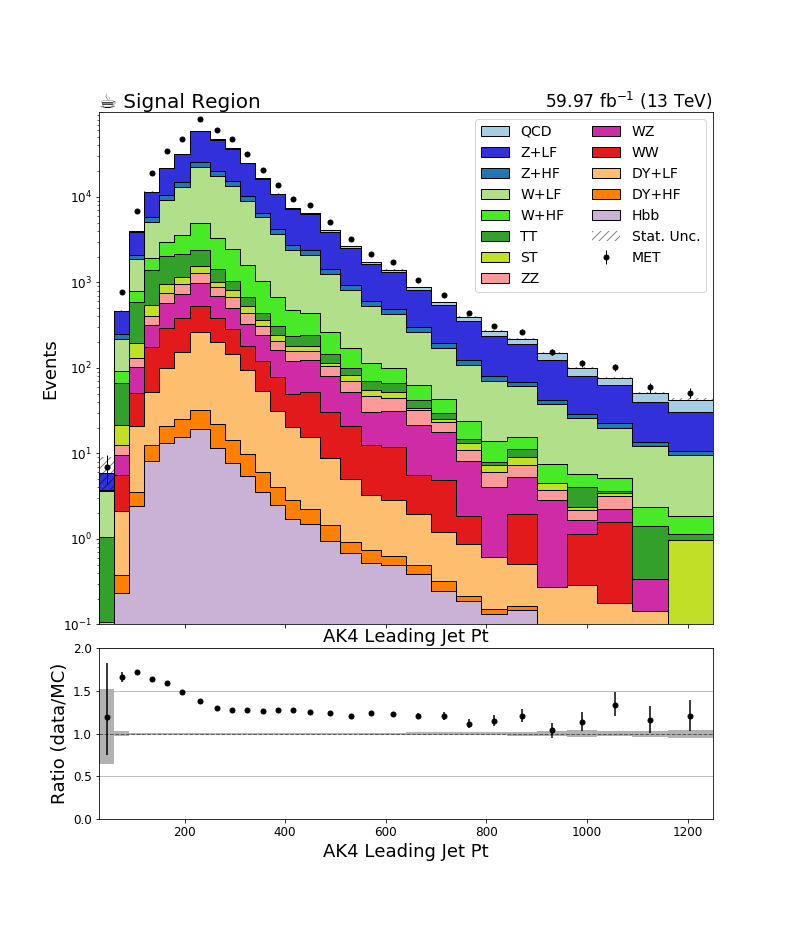 ☕ Signal Region 59.97 fb⁻¹ (13 TeV)
QCD WZ
Z+LF WW
Z+HF DY+LF
W+LF DY+HF
W+HF Hbb
TT Stat. Unc.
ST MET
ZZ
Events
10⁴
10³
10²
10¹
10⁰
10⁻¹
AK4 Leading Jet Pt
Ratio (data/MC)
2.0
1.5
1.0
0.5
0.0
200 400 600 800 1000 1200
AK4 Leading Jet Pt